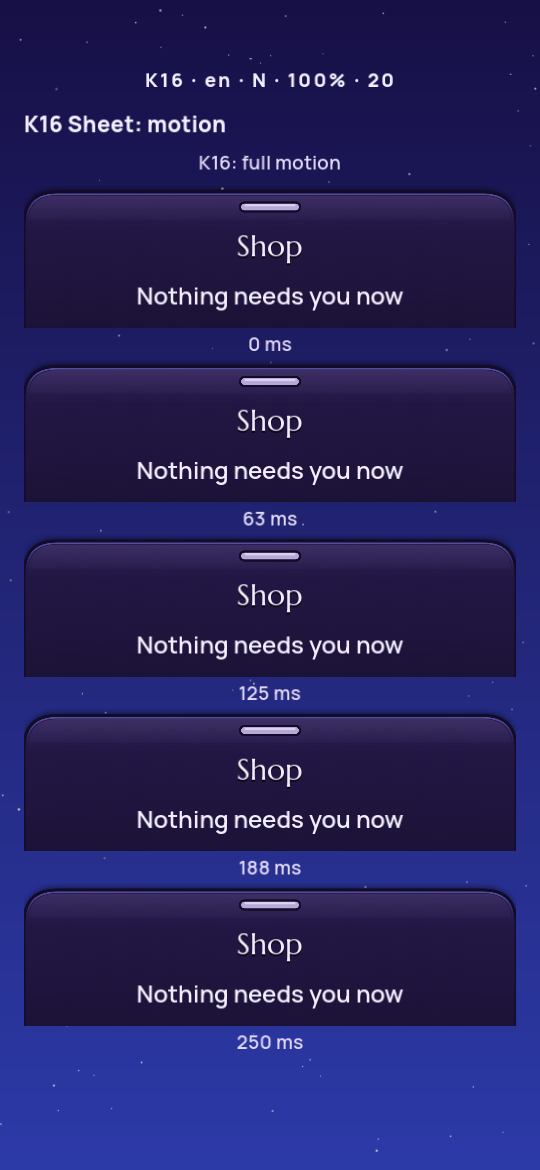 K16 · en · N · 100% · 20
K16 Sheet: motion
K16: full motion
Shop
Nothing needs you now
0 ms
Shop
Nothing needs you now
63 ms
Shop
Nothing needs you now
125 ms
Shop
Nothing needs you now
188 ms
Shop
Nothing needs you now
250 ms